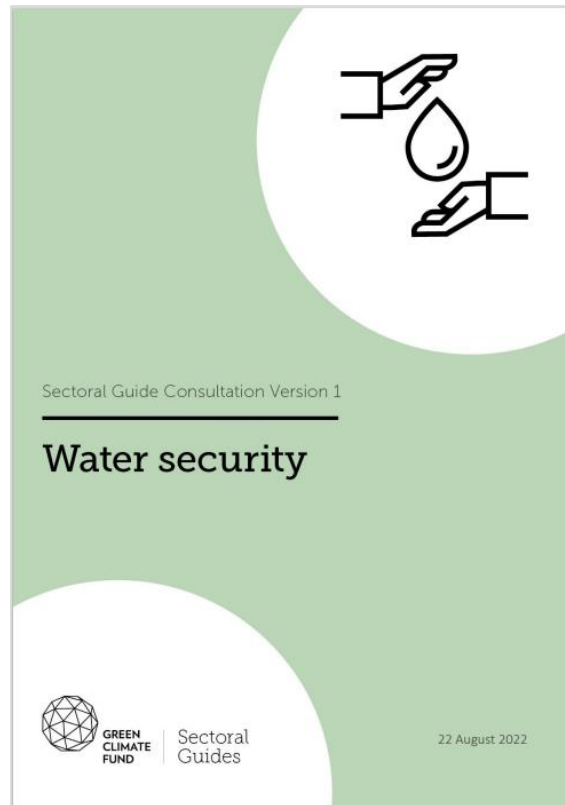 Sectoral Guide Consultation Version 1
Water security
GREEN
CLIMATE
FUND
Sectoral
Guides
22 August 2022